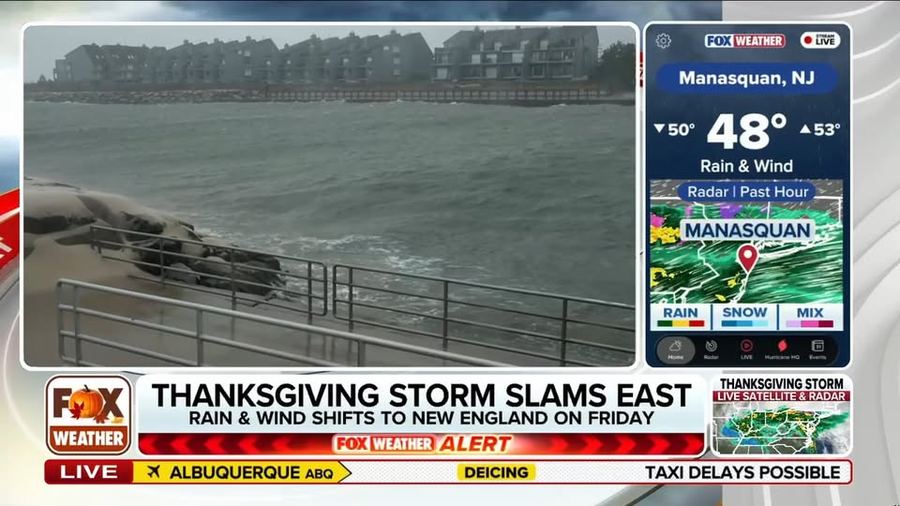 FOX WEATHER
STREAM LIVE
Manasquan, NJ
▼50° 48° ▲53°
Rain & Wind
Radar | Past Hour
MANASQUAN
RAIN SNOW MIX
Home Radar LIVE Hurricane HQ Events
FOX
WEATHER
THANKSGIVING STORM SLAMS EAST
RAIN & WIND SHIFTS TO NEW ENGLAND ON FRIDAY
FOX WEATHER ALERT
THANKSGIVING STORM
LIVE SATELLITE & RADAR
LIVE ALBUQUERQUE ABQ DEICING TAXI DELAYS POSSIBLE